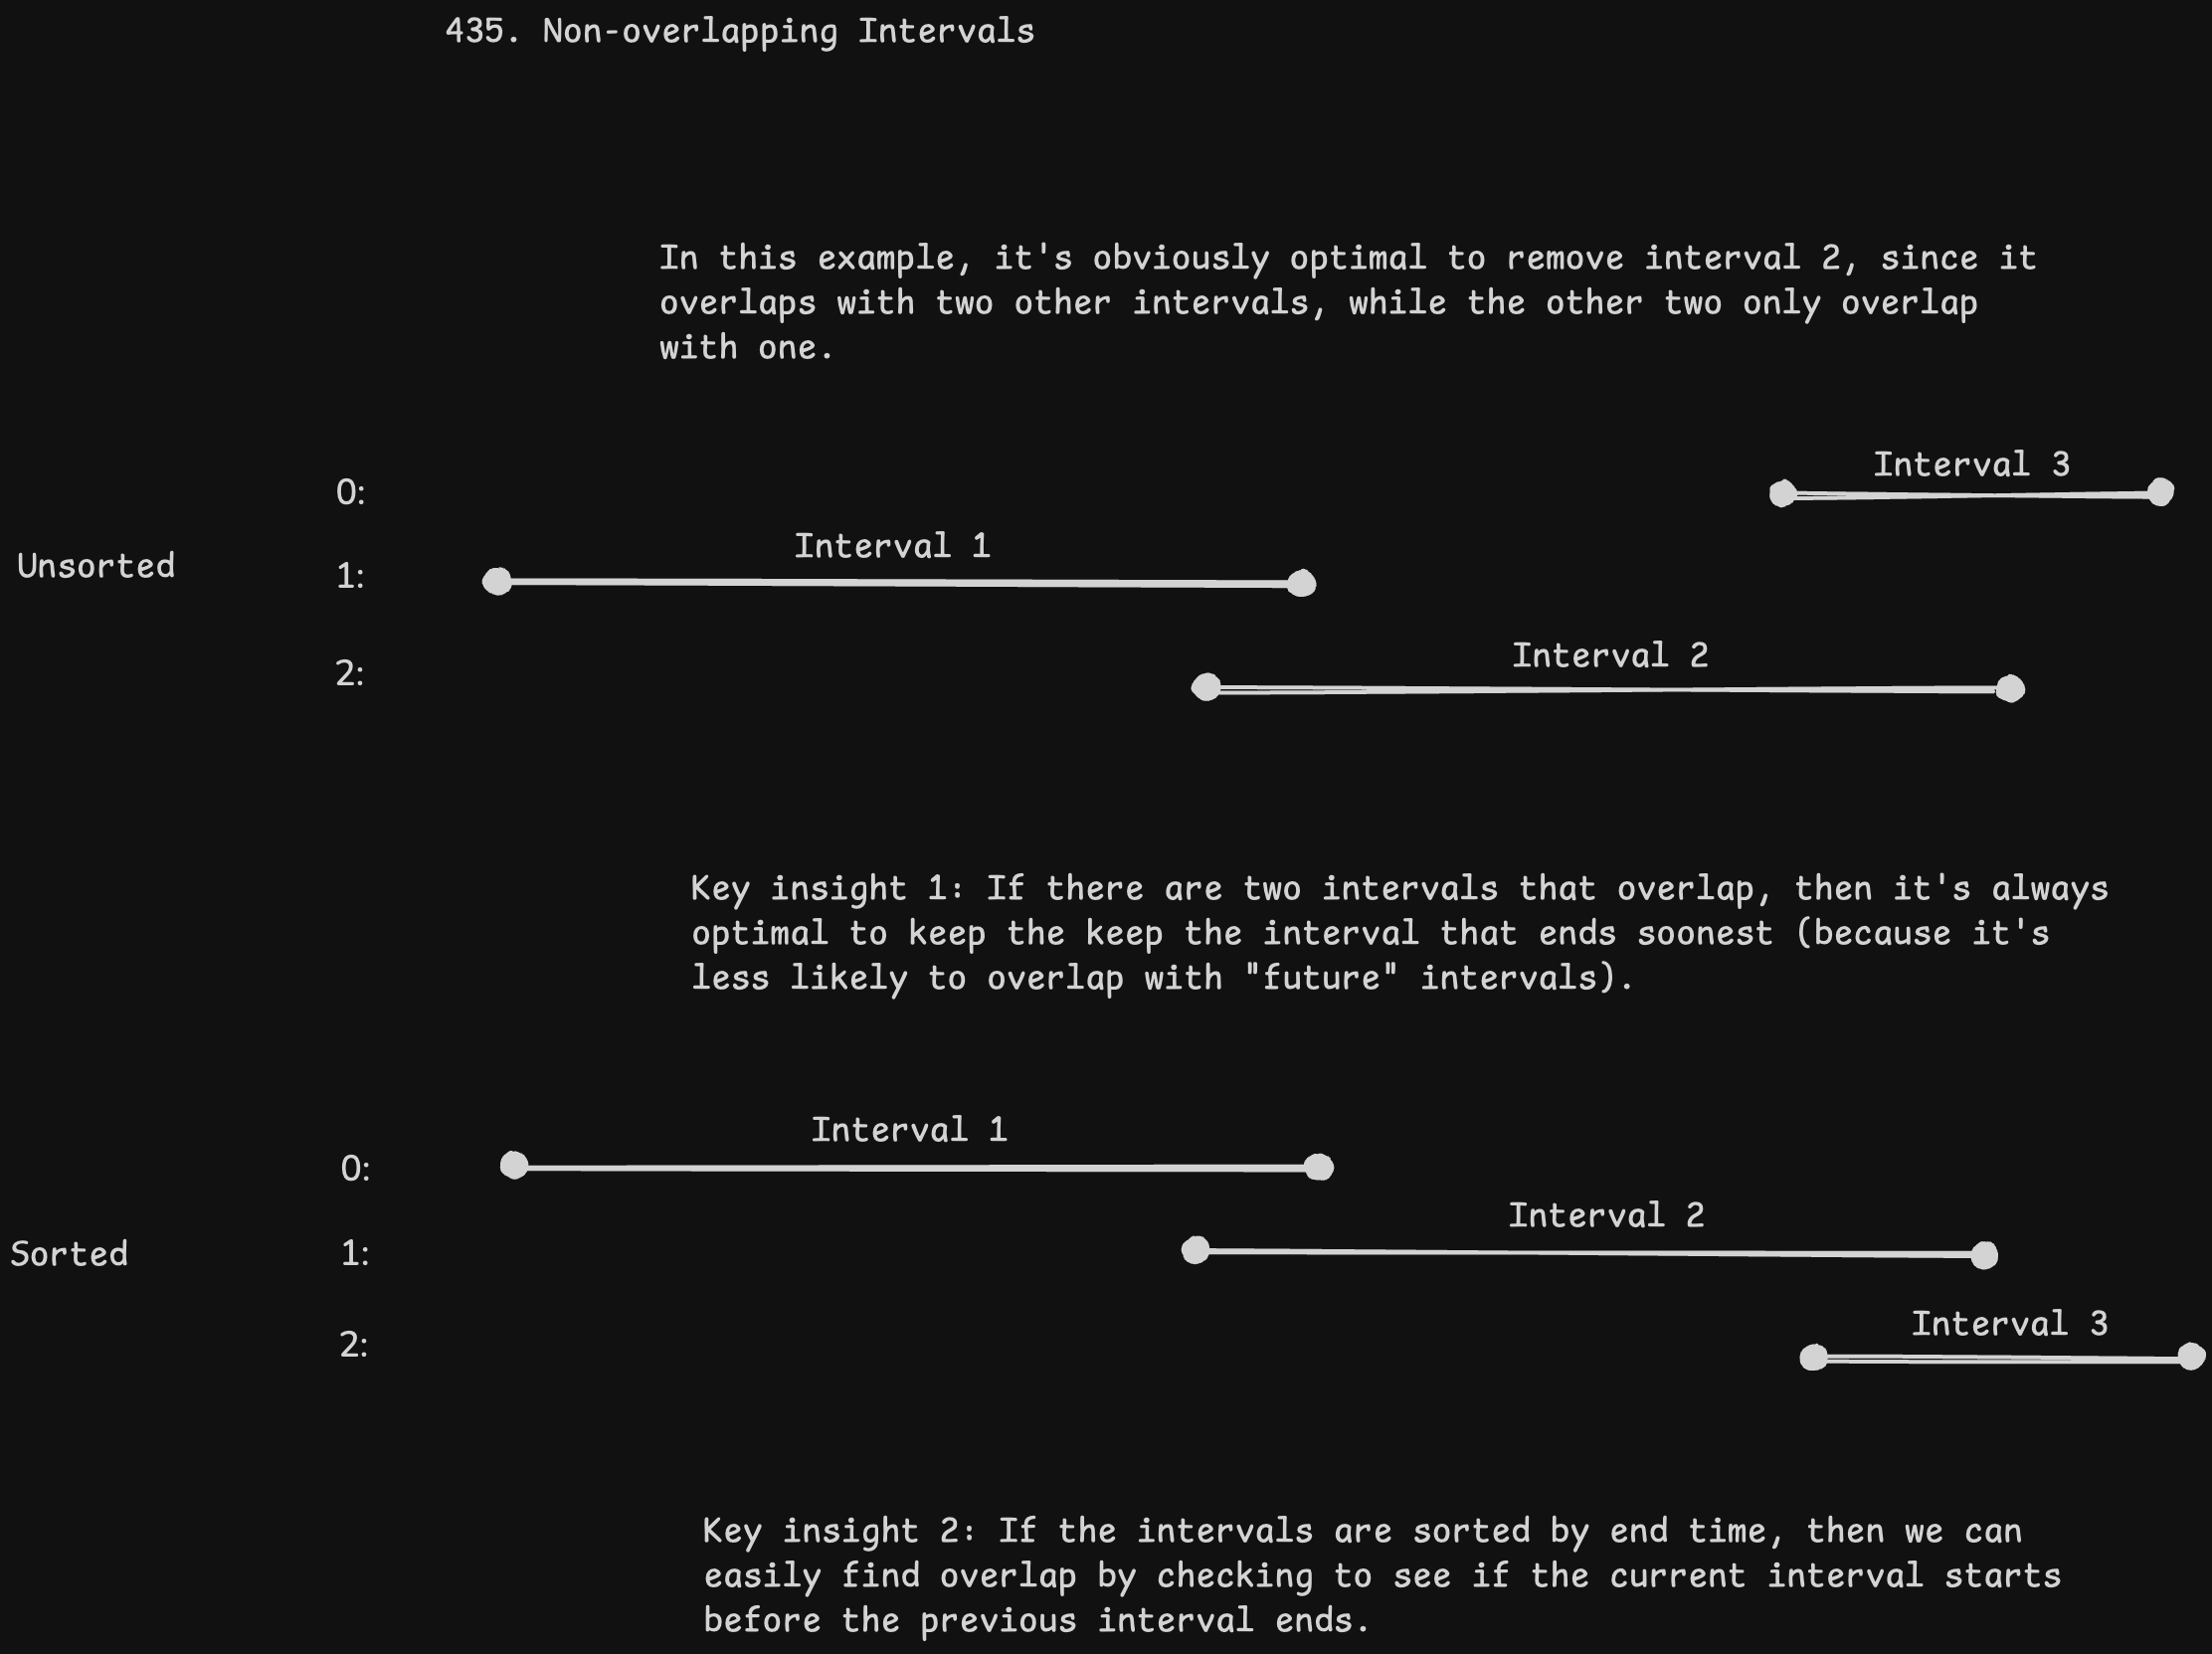 435. Non-overlapping Intervals
In this example, it's obviously optimal to remove interval 2, since it
overlaps with two other intervals, while the other two only overlap
with one.
Interval 3
0:
Interval 1
Unsorted
1:
Interval 2
2:
Key insight 1: If there are two intervals that overlap, then it's always
optimal to keep the keep the interval that ends soonest (because it's
less likely to overlap with "future" intervals).
Interval 1
0:
Interval 2
Sorted
1:
Interval 3
2:
Key insight 2: If the intervals are sorted by end time, then we can
easily find overlap by checking to see if the current interval starts
before the previous interval ends.